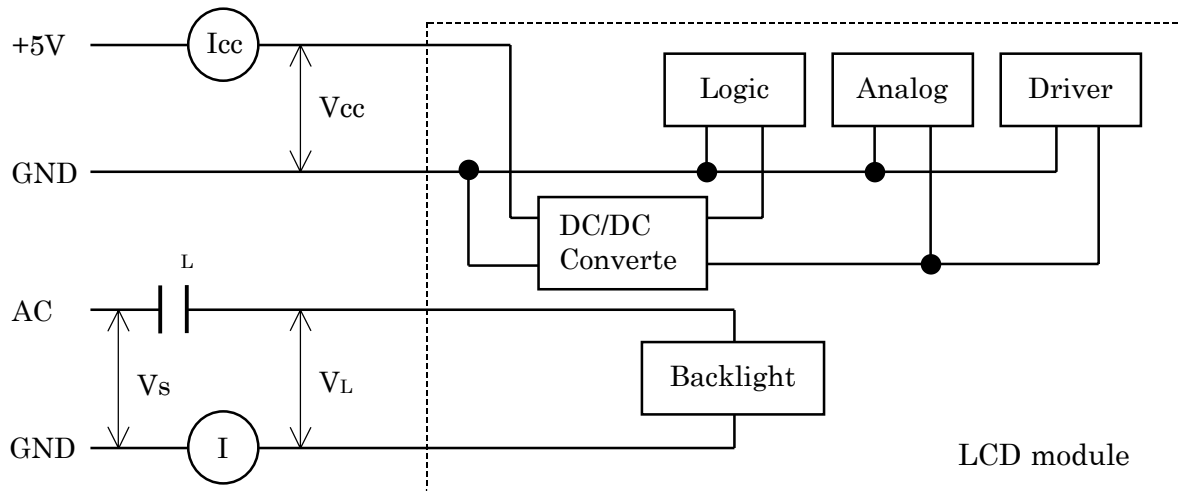 +5V
Icc
Logic
Analog
Driver
Vcc
GND
DC/DC
Converte
L
AC
Vs
VL
Backlight
GND
I
LCD module